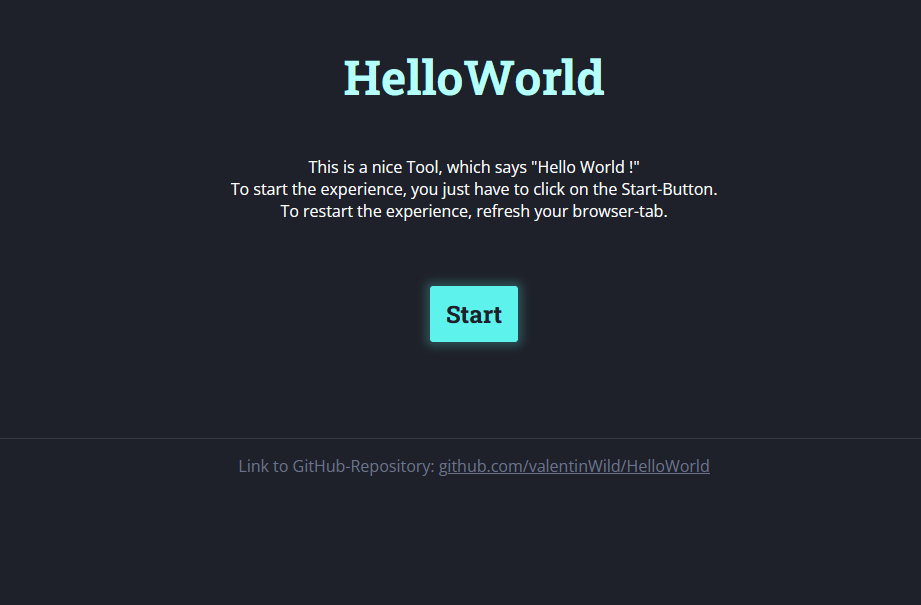 HelloWorld
This is a nice Tool, which says "Hello World !"
To start the experience, you just have to click on the Start-Button.
To restart the experience, refresh your browser-tab.
Start
Link to GitHub-Repository: github.com/valentinWild/HelloWorld